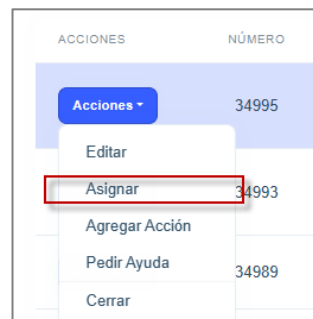 ACCIONES NÚMERO
Acciones 34995
Editar
Asignar 34993
Agregar Acción
Pedir Ayuda 34989
Cerrar